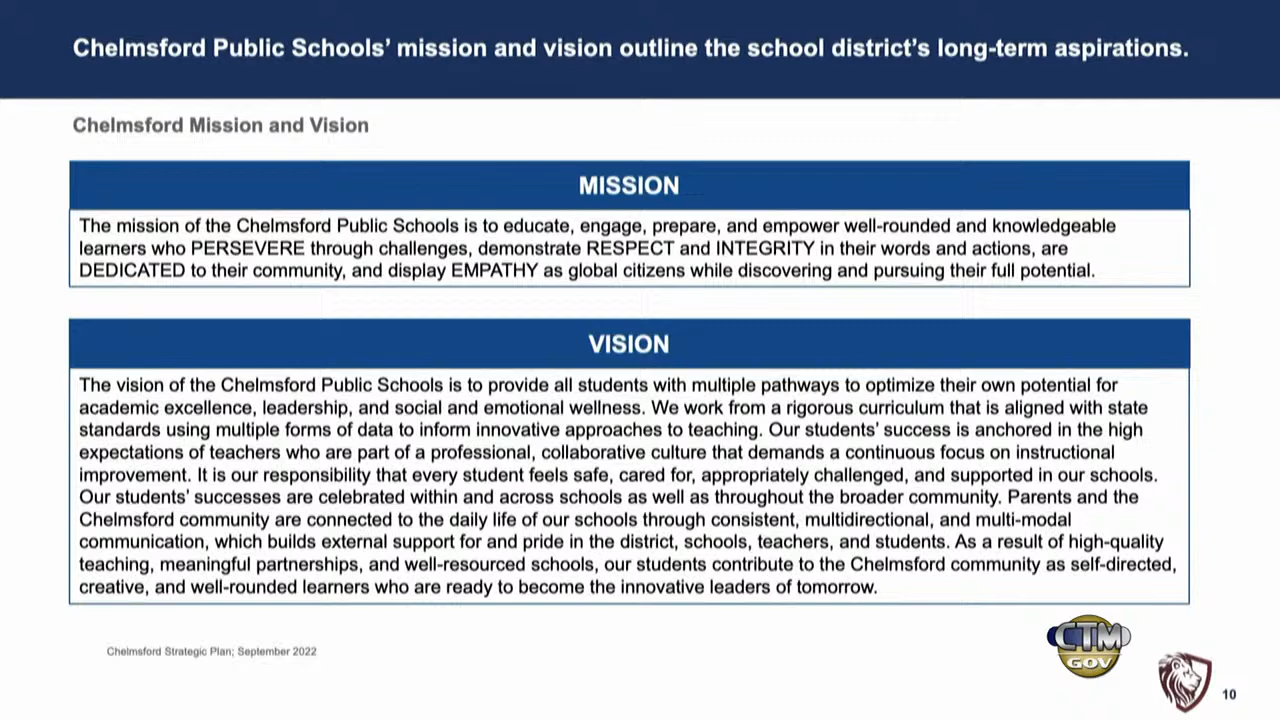 Chelmsford Public Schools’ mission and vision outline the school district’s long-term aspirations.
Chelmsford Mission and Vision
MISSION
The mission of the Chelmsford Public Schools is to educate, engage, prepare, and empower well-rounded and knowledgeable
learners who PERSEVERE through challenges, demonstrate RESPECT and INTEGRITY in their words and actions, are
DEDICATED to their community, and display EMPATHY as global citizens while discovering and pursuing their full potential.
VISION
The vision of the Chelmsford Public Schools is to provide all students with multiple pathways to optimize their own potential for
academic excellence, leadership, and social and emotional wellness. We work from a rigorous curriculum that is aligned with state
standards using multiple forms of data to inform innovative approaches to teaching. Our students’ success is anchored in the high
expectations of teachers who are part of a professional, collaborative culture that demands a continuous focus on instructional
improvement. It is our responsibility that every student feels safe, cared for, appropriately challenged, and supported in our schools.
Our students’ successes are celebrated within and across schools as well as throughout the broader community. Parents and the
Chelmsford community are connected to the daily life of our schools through consistent, multidirectional, and multi-modal
communication, which builds external support for and pride in the district, schools, teachers, and students. As a result of high-quality
teaching, meaningful partnerships, and well-resourced schools, our students contribute to the Chelmsford community as self-directed,
creative, and well-rounded learners who are ready to become the innovative leaders of tomorrow.
Chelmsford Strategic Plan; September 2022
CTM
GOV
10